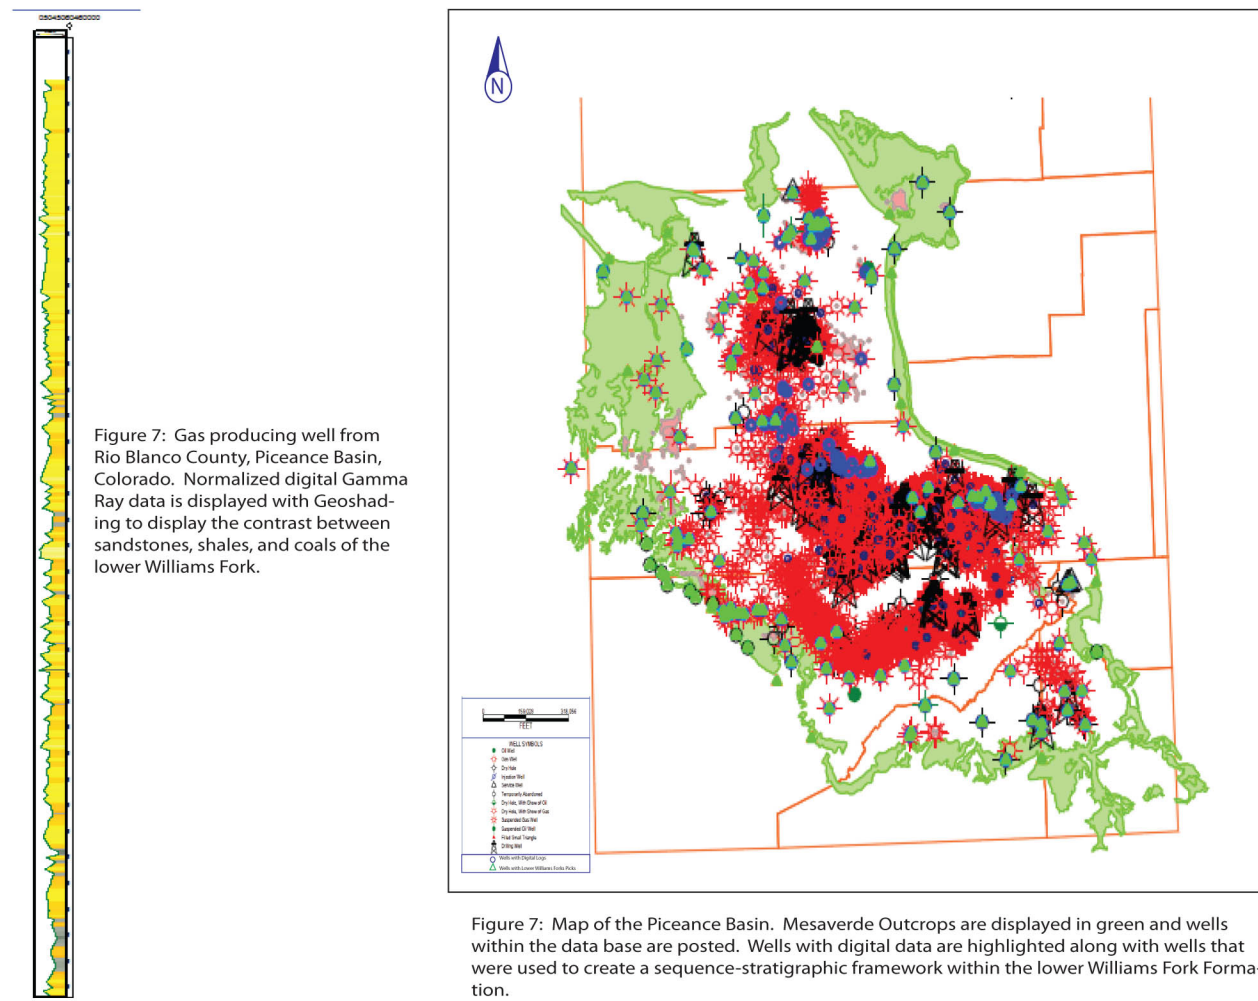 05045060460000
Figure 7: Gas producing well from
Rio Blanco County, Piceance Basin,
Colorado. Normalized digital Gamma
Ray data is displayed with Geoshad-
ing to display the contrast between
sandstones, shales, and coals of the
lower Williams Fork.
N
0
FEET
WELL SYMBOLS
Oil Well
Gas Well
Dry Hole
Injection Well
Service Well
Temporarily Abandoned
Dry Hole, With Show of Oil
Dry Hole, With Show of Gas
Suspended Gas Well
Suspended Oil Well
Filled Small Triangle
Drilling Well
Wells with Digital Logs
Wells with Lower Williams Forks Picks
Figure 7: Map of the Piceance Basin. Mesaverde Outcrops are displayed in green and wells
within the data base are posted. Wells with digital data are highlighted along with wells that
were used to create a sequence-stratigraphic framework within the lower Williams Fork Forma-
tion.